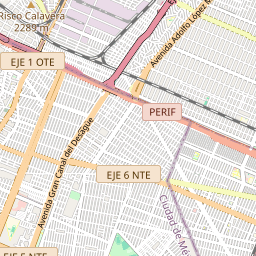 Risco Calavera
2289 m
EJE 1 OTE
Avenida Adolfo López M
PERIF
Avenida Gran Canal del Desagüe
EJE 6 NTE
Ciudad de Mé
EJE 5 NTE